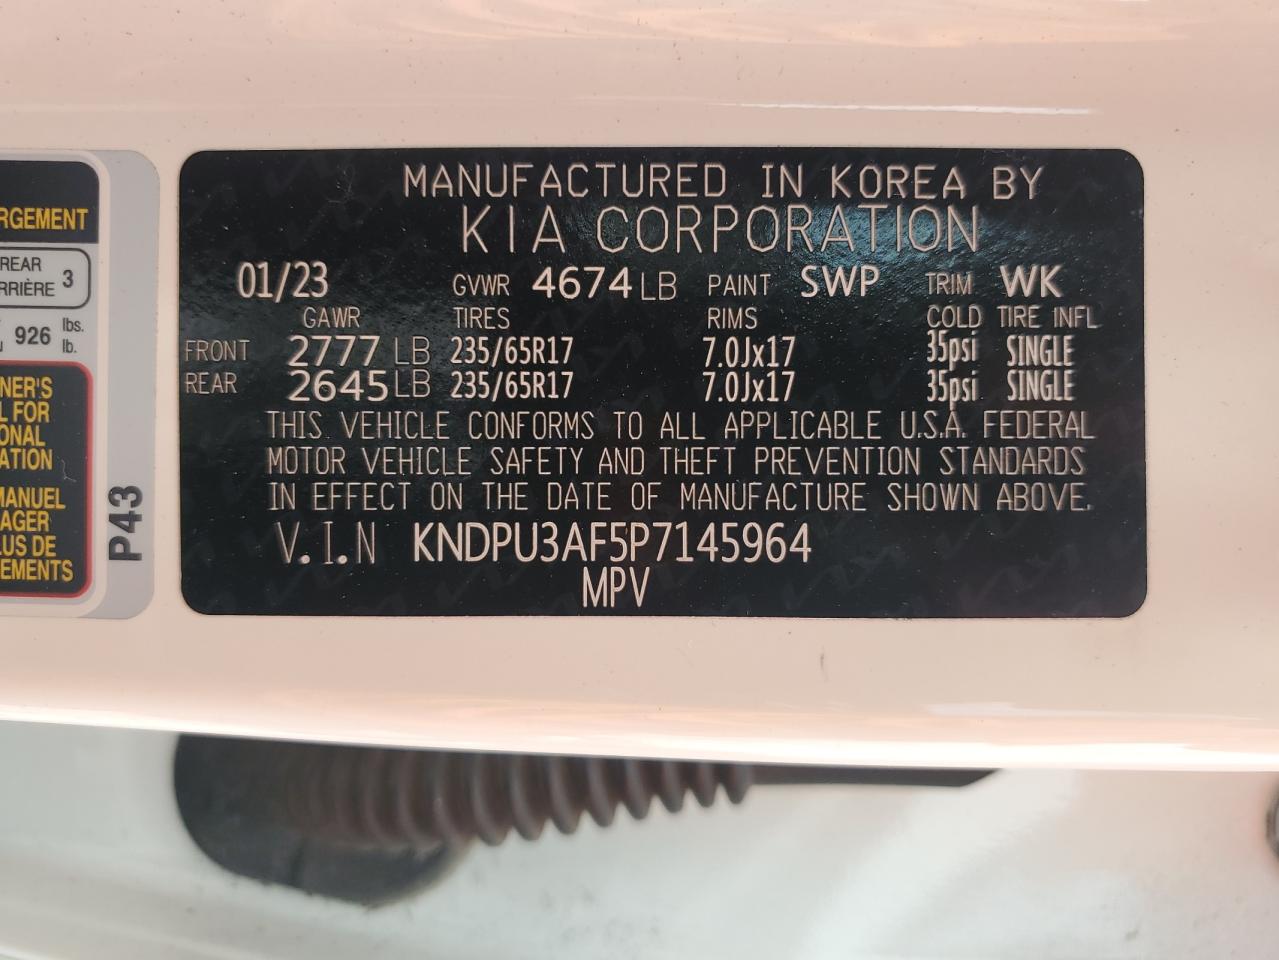 RGEMENT
REAR
RRIÈRE 3
926 lbs.
lb.
NER'S
L FOR
ONAL
ATION
MANUEL
AGER
LUS DE
EMENTS
P43
MANUFACTURED IN KOREA BY
KIA CORPORATION
01/23 GVWR 4674 LB PAINT SWP TRIM WK
GAWR TIRES RIMS COLD TIRE INFL
FRONT 2777 LB 235/65R17 7.0Jx17 35psi SINGLE
REAR 2645 LB 235/65R17 7.0Jx17 35psi SINGLE
THIS VEHICLE CONFORMS TO ALL APPLICABLE U.S.A. FEDERAL
MOTOR VEHICLE SAFETY AND THEFT PREVENTION STANDARDS
IN EFFECT ON THE DATE OF MANUFACTURE SHOWN ABOVE.
V.I.N KNDPU3AF5P7145964
MPV